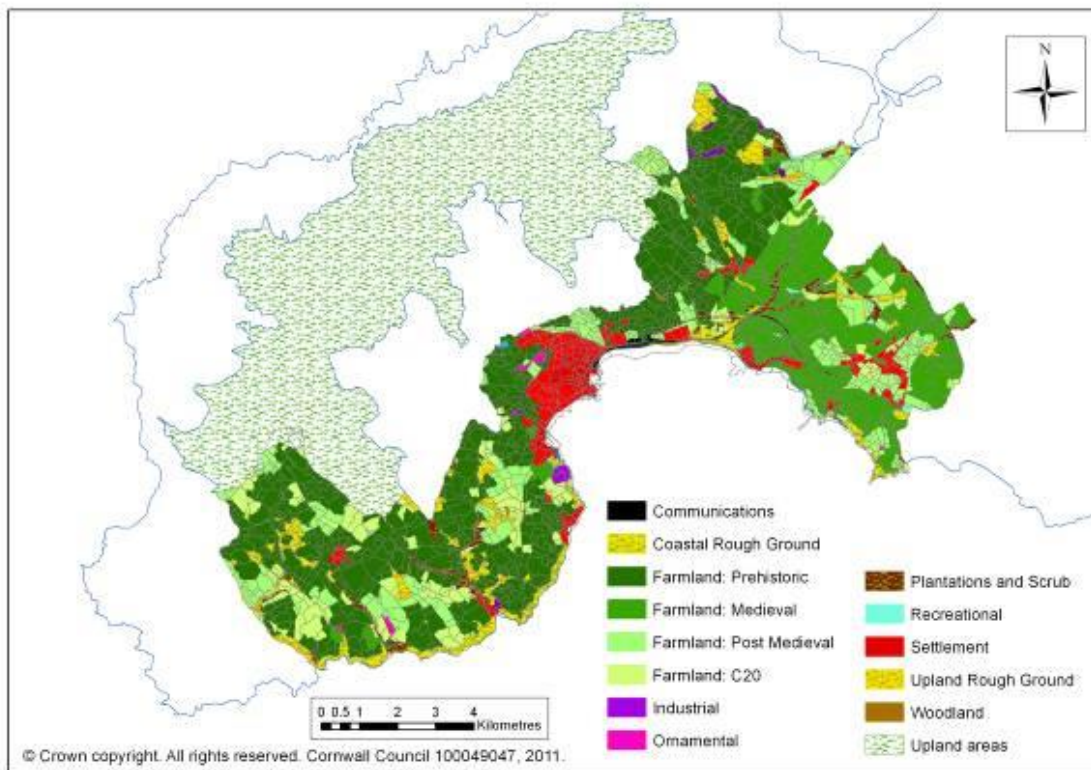 N
Communications
Coastal Rough Ground
Farmland: Prehistoric
Farmland: Medieval
Farmland: Post Medieval
Farmland: C20
Industrial
Ornamental
Plantations and Scrub
Recreational
Settlement
Upland Rough Ground
Woodland
Upland areas
0 0.5 1 2 3 4
Kilometres
© Crown copyright. All rights reserved. Cornwall Council 100049047, 2011.